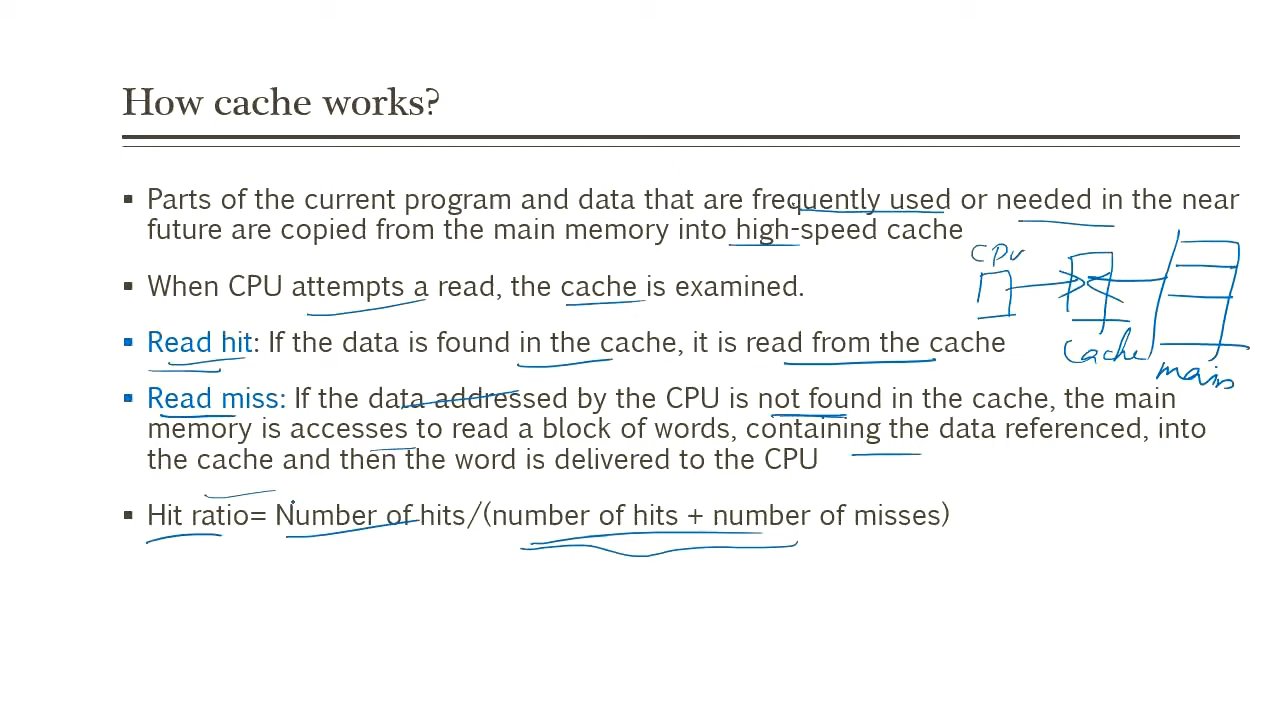 How cache works?
▪ Parts of the current program and data that are frequently used or needed in the near
future are copied from the main memory into high-speed cache
▪ When CPU attempts a read, the cache is examined.
▪ Read hit: If the data is found in the cache, it is read from the cache
▪ Read miss: If the data addressed by the CPU is not found in the cache, the main
memory is accesses to read a block of words, containing the data referenced, into
the cache and then the word is delivered to the CPU
▪ Hit ratio= Number of hits/(number of hits + number of misses)
CPU
Cache
main